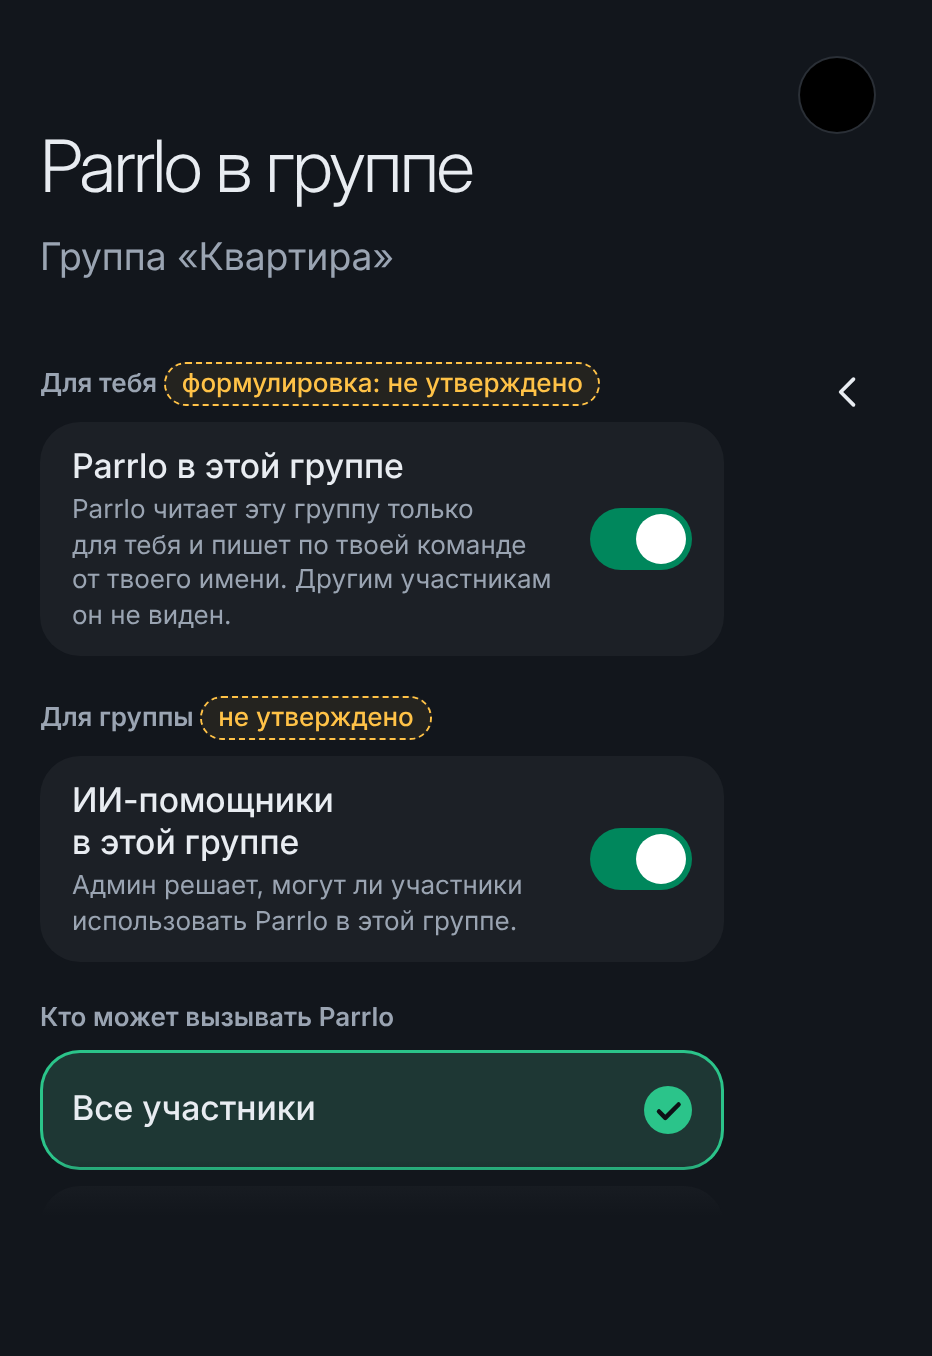 Parrlo в группе
Группа «Квартира»
Для тебя формулировка: не утверждено
Parrlo в этой группе
Parrlo читает эту группу только
для тебя и пишет по твоей команде
от твоего имени. Другим участникам
он не виден.
Для группы не утверждено
ИИ-помощники
в этой группе
Админ решает, могут ли участники
использовать Parrlo в этой группе.
Кто может вызывать Parrlo
Все участники